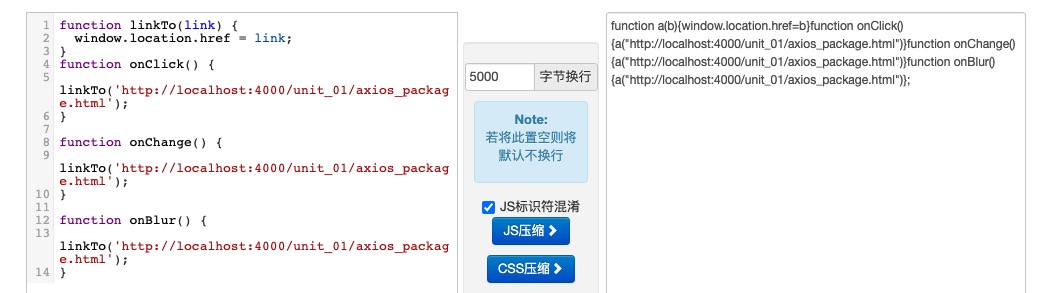 1 function linkTo(link) {
2 window.location.href = link;
3 }
4 function onClick() {
5
linkTo('http://localhost:4000/unit_01/axios_packag
e.html');
6 }
7
8 function onChange() {
9
linkTo('http://localhost:4000/unit_01/axios_packag
e.html');
10 }
11
12 function onBlur() {
13
linkTo('http://localhost:4000/unit_01/axios_packag
e.html');
14 }
5000 字节换行
Note:
若将此置空则将
默认不换行
JS标识符混淆
JS压缩
CSS压缩
function a(b){window.location.href=b}function onClick()
{a("http://localhost:4000/unit_01/axios_package.html")}function onChange()
{a("http://localhost:4000/unit_01/axios_package.html")}function onBlur()
{a("http://localhost:4000/unit_01/axios_package.html")};